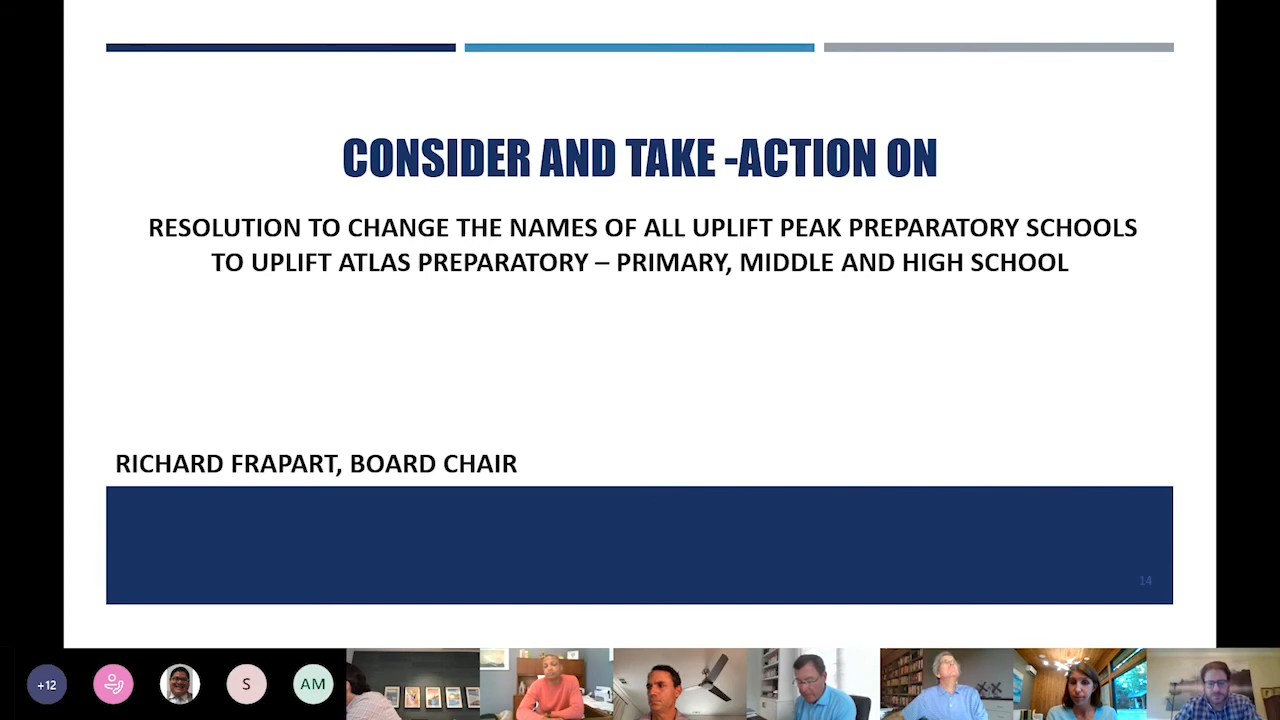 CONSIDER AND TAKE -ACTION ON
RESOLUTION TO CHANGE THE NAMES OF ALL UPLIFT PEAK PREPARATORY SCHOOLS
TO UPLIFT ATLAS PREPARATORY – PRIMARY, MIDDLE AND HIGH SCHOOL
RICHARD FRAPART, BOARD CHAIR
14
+12
S
AM